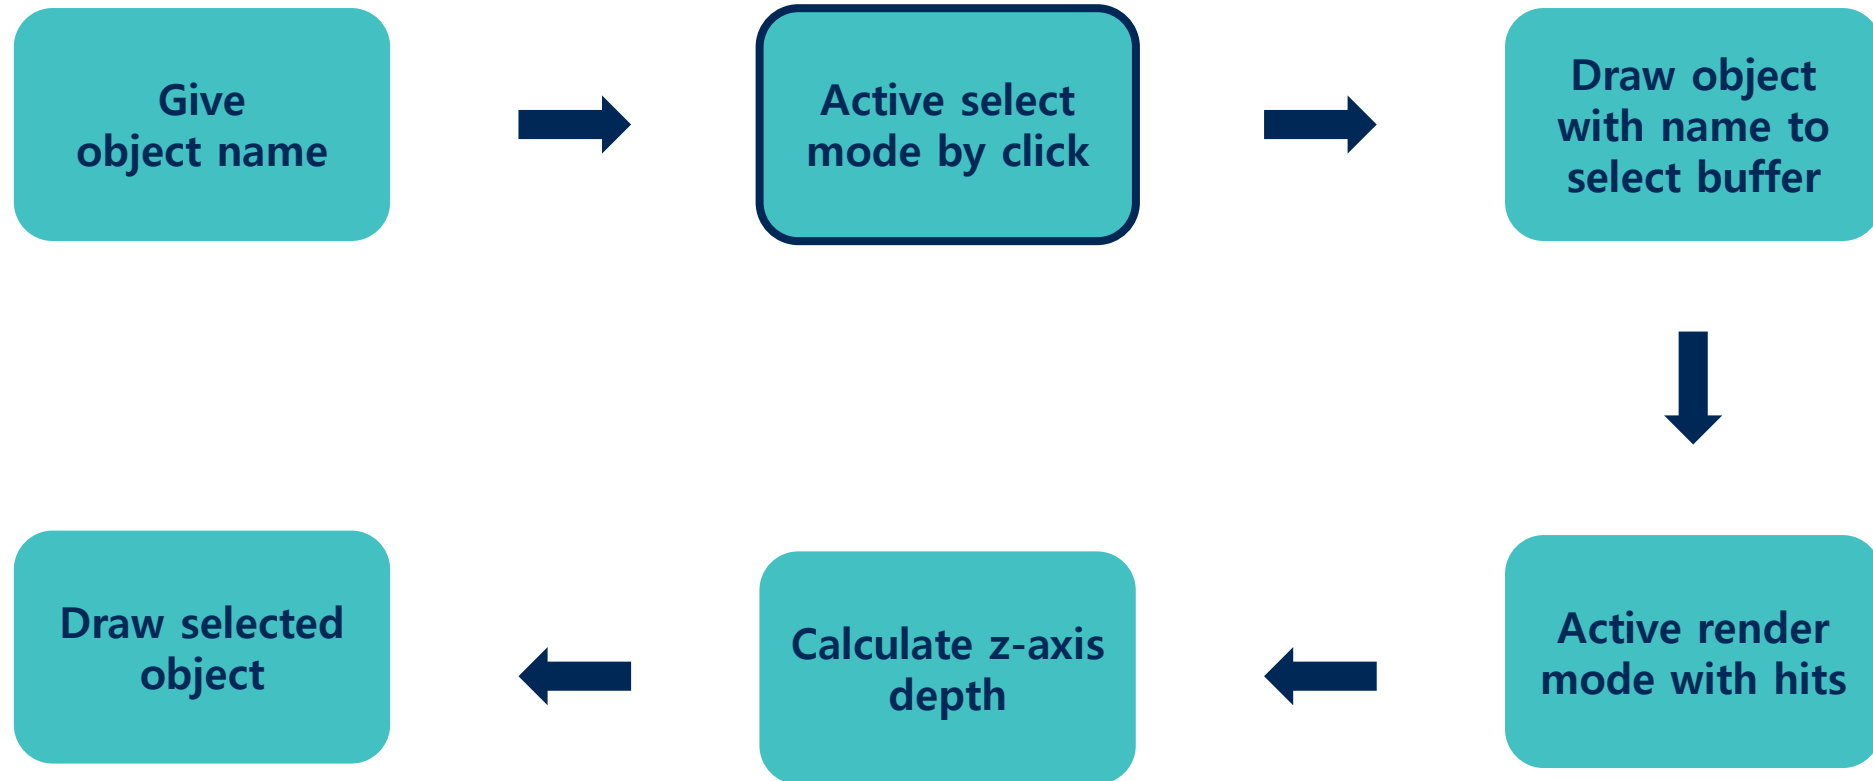 Give
object name
Active select
mode by click
Draw object
with name to
select buffer
Active render
mode with hits
Calculate z-axis
depth
Draw selected
object